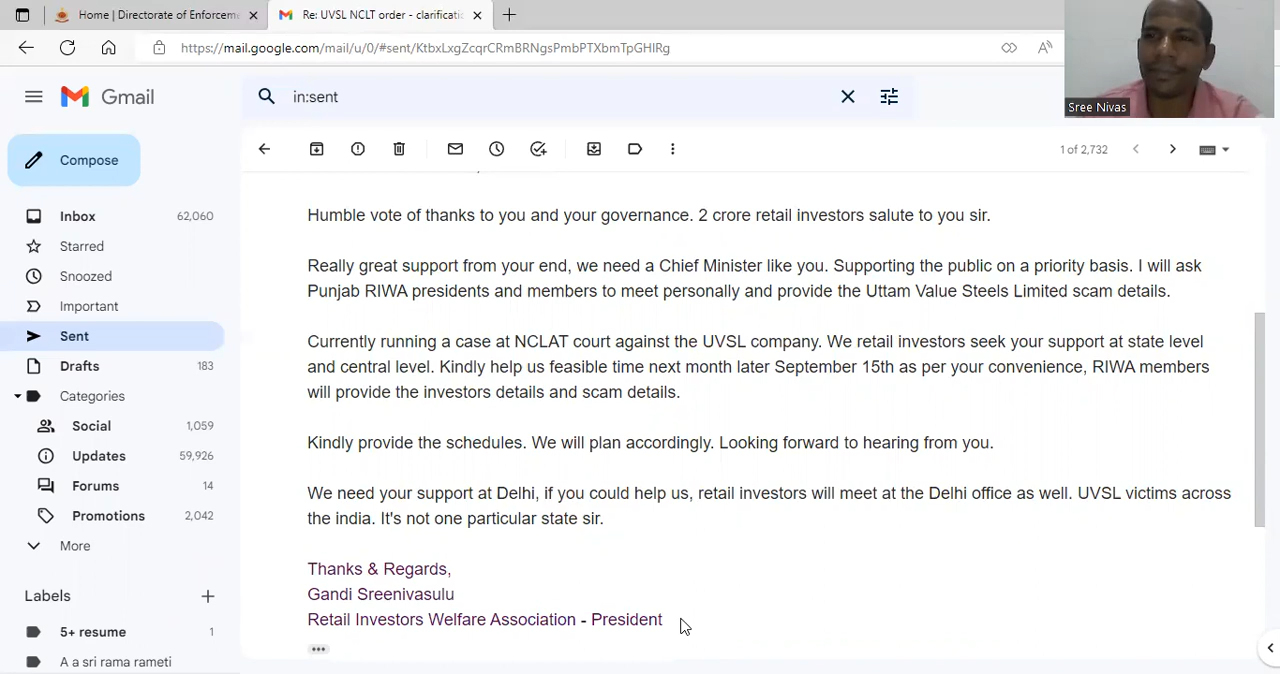 Home | Directorate of Enforcem
Re: UVSL NCLT order - clarificati
https://mail.google.com/mail/u/0/#sent/KtbxLxgZcqrCRmBRNgsPmbPTXbmTpGHlRg
Sree Nivas
Gmail
in:sent
Compose
1 of 2,732
Inbox 62,060
Starred
Snoozed
Important
Sent
Drafts 183
Categories
Social 1,059
Updates 59,926
Forums 14
Promotions 2,042
More
Labels
5+ resume 1
A a sri rama rameti
Humble vote of thanks to you and your governance. 2 crore retail investors salute to you sir.
Really great support from your end, we need a Chief Minister like you. Supporting the public on a priority basis. I will ask
Punjab RIWA presidents and members to meet personally and provide the Uttam Value Steels Limited scam details.
Currently running a case at NCLAT court against the UVSL company. We retail investors seek your support at state level
and central level. Kindly help us feasible time next month later September 15th as per your convenience, RIWA members
will provide the investors details and scam details.
Kindly provide the schedules. We will plan accordingly. Looking forward to hearing from you.
We need your support at Delhi, if you could help us, retail investors will meet at the Delhi office as well. UVSL victims across
the india. It's not one particular state sir.
Thanks & Regards,
Gandi Sreenivasulu
Retail Investors Welfare Association - President